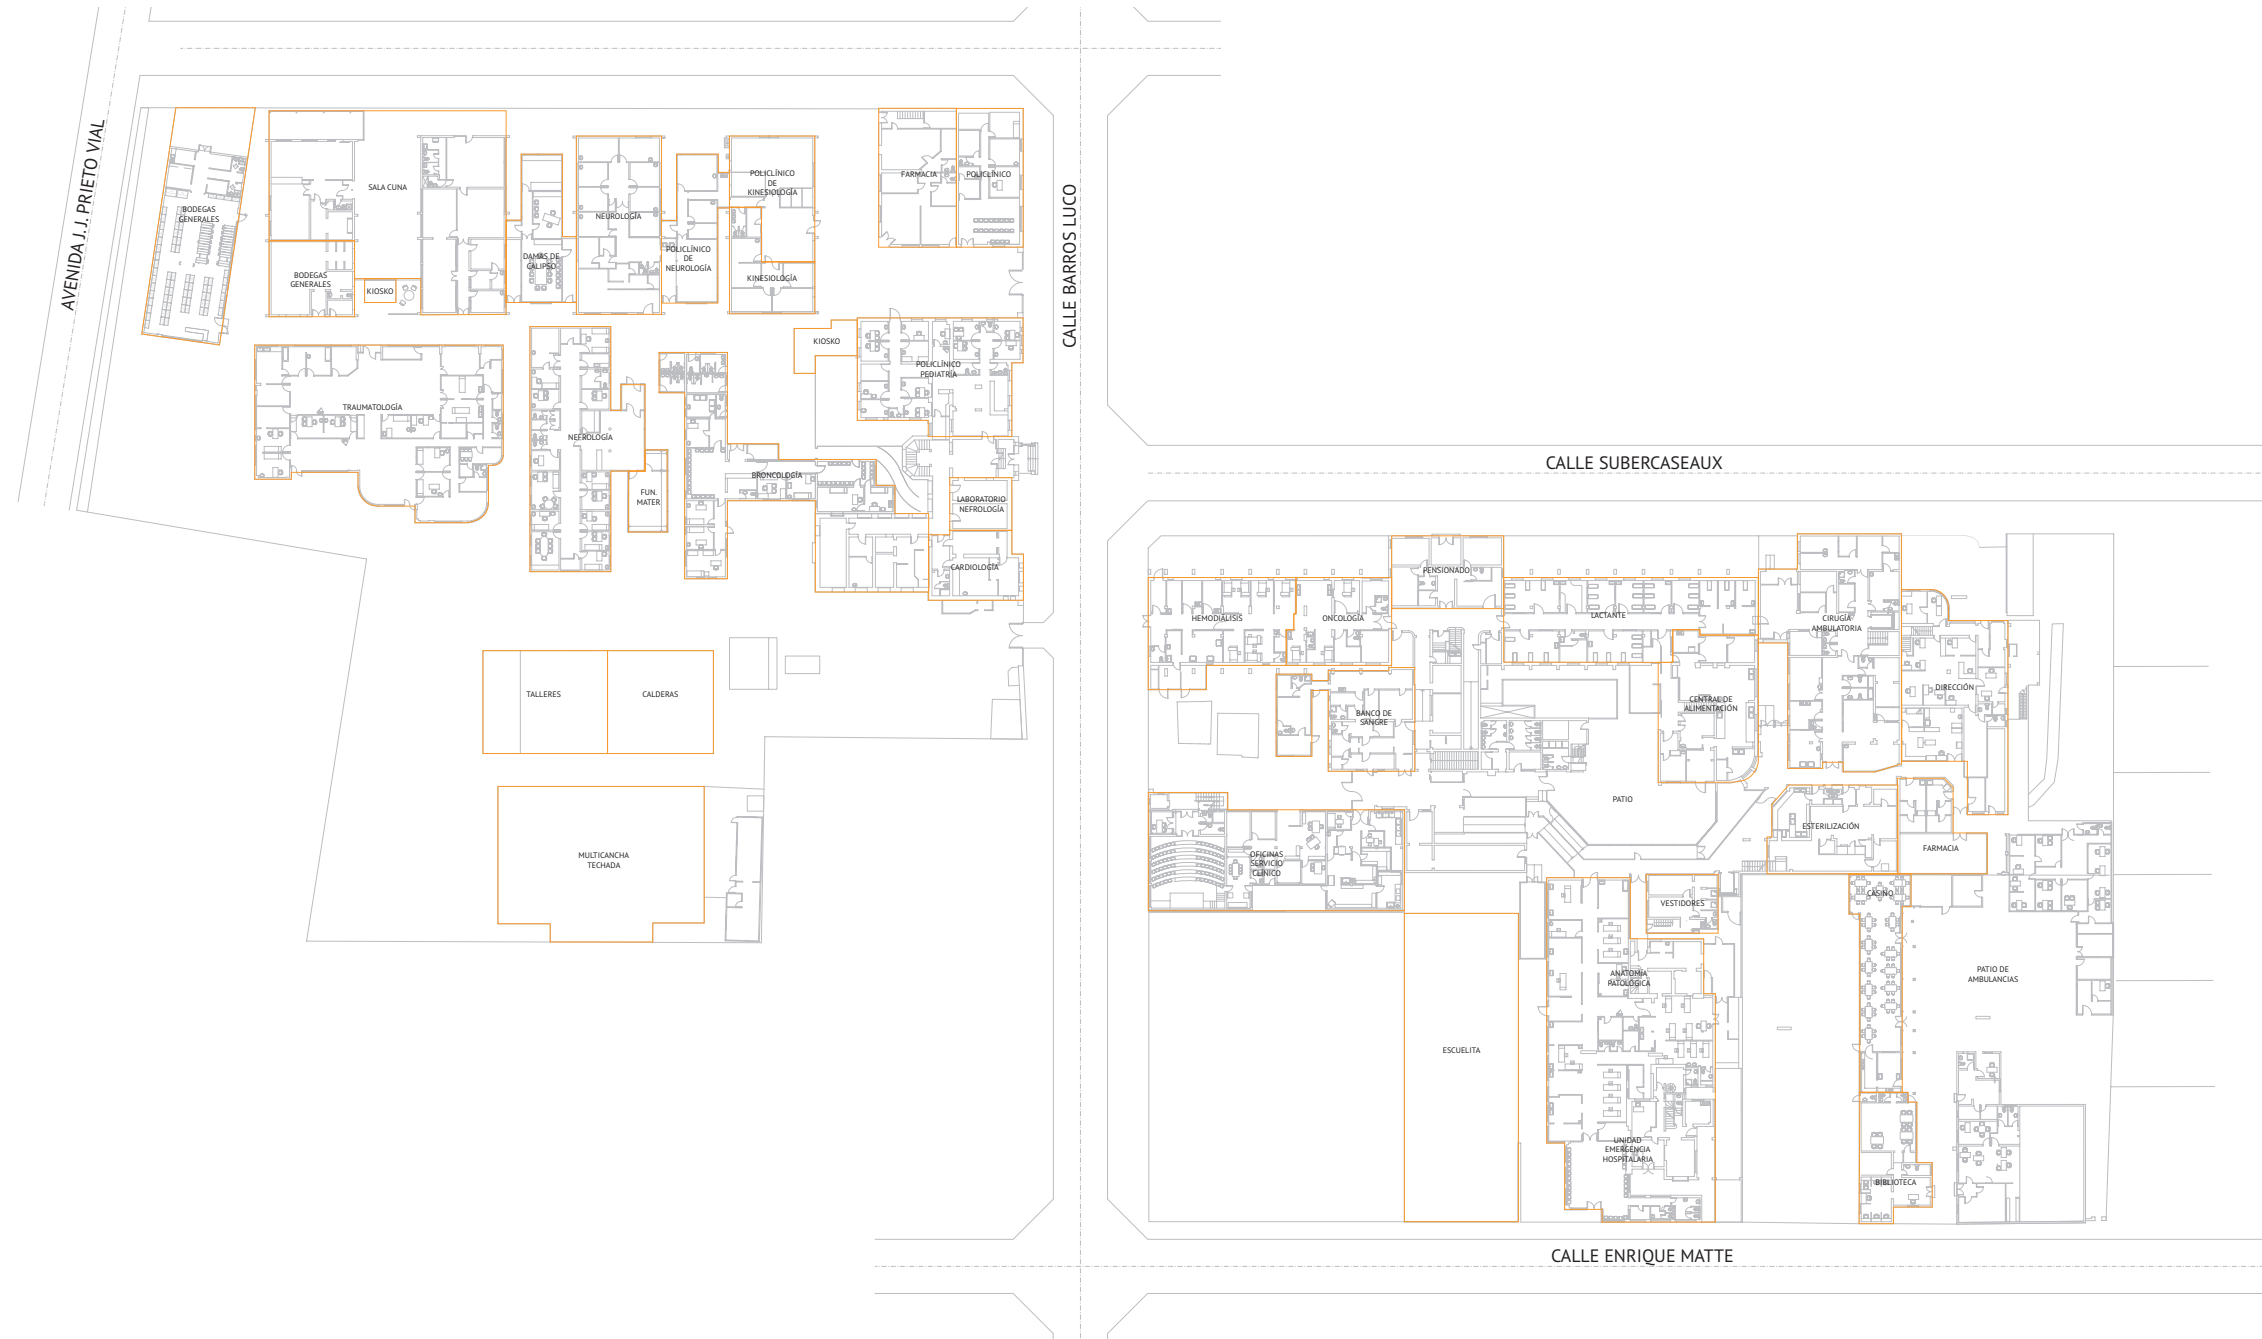 AVENIDA J. J. PRIETO VIAL
BODEGAS
GENERALES
SALA CUNA
BODEGAS
GENERALES
KIOSKO
DAMAS DE
CALIPSO
NEUROLOGÍA
POLICLÍNICO
DE
NEUROLOGÍA
POLICLÍNICO
DE
KINESIOLOGÍA
KINESIOLOGÍA
FARMACIA
POLICLÍNICO
CALLE BARROS LUCO
TRAUMATOLOGÍA
NEFROLOGÍA
FUN.
MATER
KIOSKO
POLICLÍNICO
PEDIATRÍA
BRONCOLOGÍA
LABORATORIO
NEFROLOGÍA
CARDIOLOGÍA
TALLERES
CALDERAS
MULTICANCHA
TECHADA
CALLE SUBERCASEAUX
PENSIONADO
HEMODIALISÍS
ONCOLOGÍA
LACTANTE
CIRUGÍA
AMBULATORIA
DIRECCIÓN
BANCO DE
SANGRE
CENTRAL DE
ALIMENTACIÓN
PATIO
ESTERILIZACIÓN
FARMACIA
OFICINAS
SERVICIO
CLÍNICO
VESTIDORES
CASINO
ANATOMÍA
PATOLÓGICA
PATIO DE
AMBULANCIAS
ESCUELITA
UNIDAD
EMERGENCIA
HOSPITALARIA
BIBLIOTECA
CALLE ENRIQUE MATTE